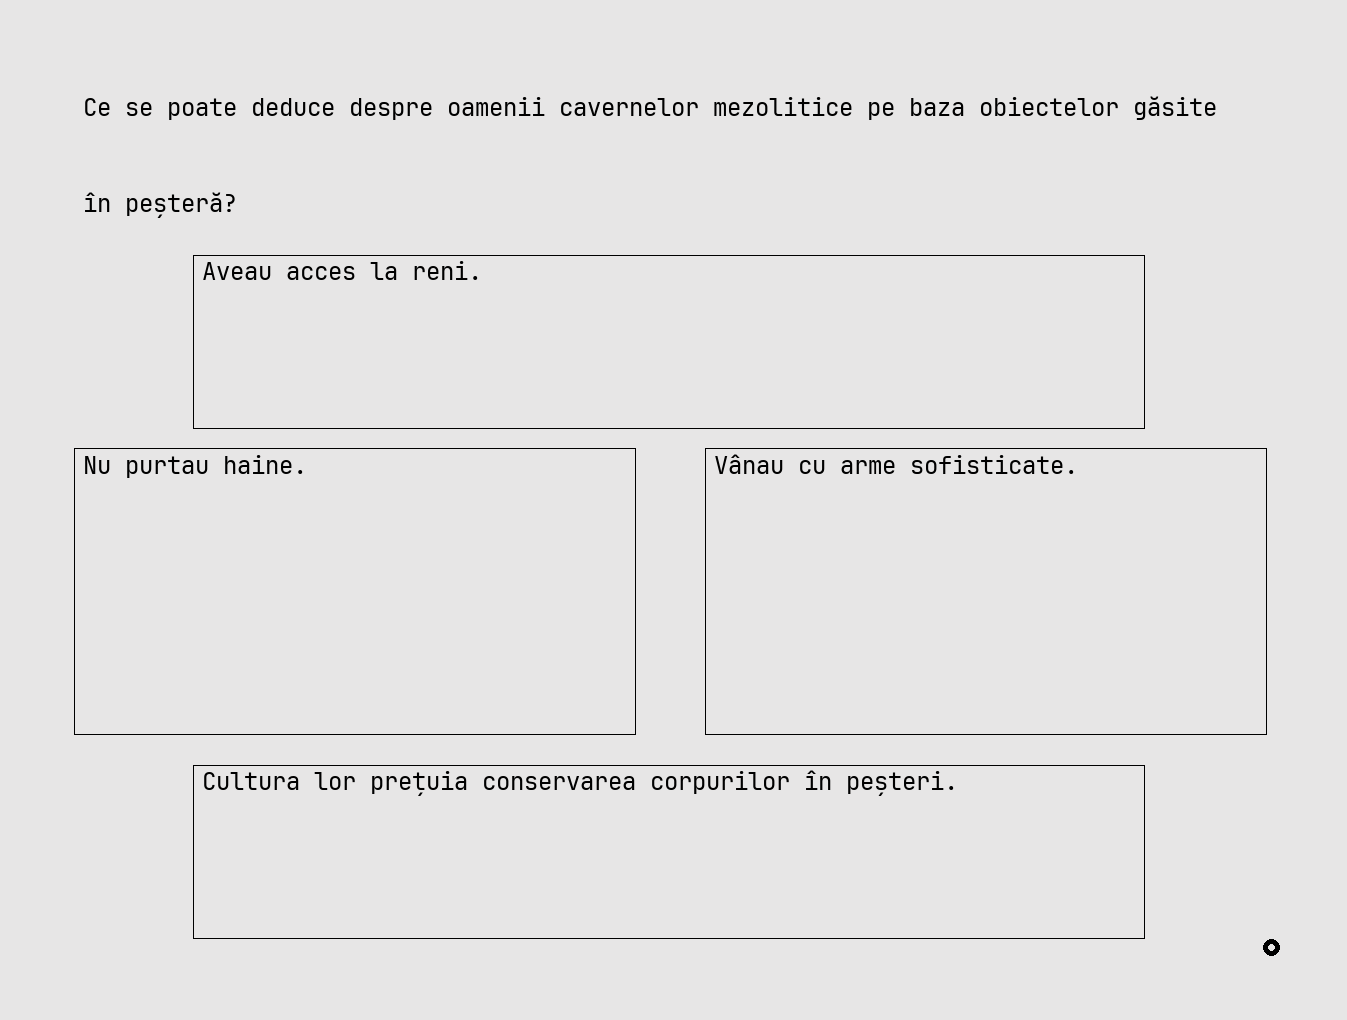 Ce se poate deduce despre oamenii cavernelor mezolitice pe baza obiectelor găsite
în peșteră?
Aveau acces la reni.
Nu purtau haine.
Vânau cu arme sofisticate.
Cultura lor prețuia conservarea corpurilor în peșteri.